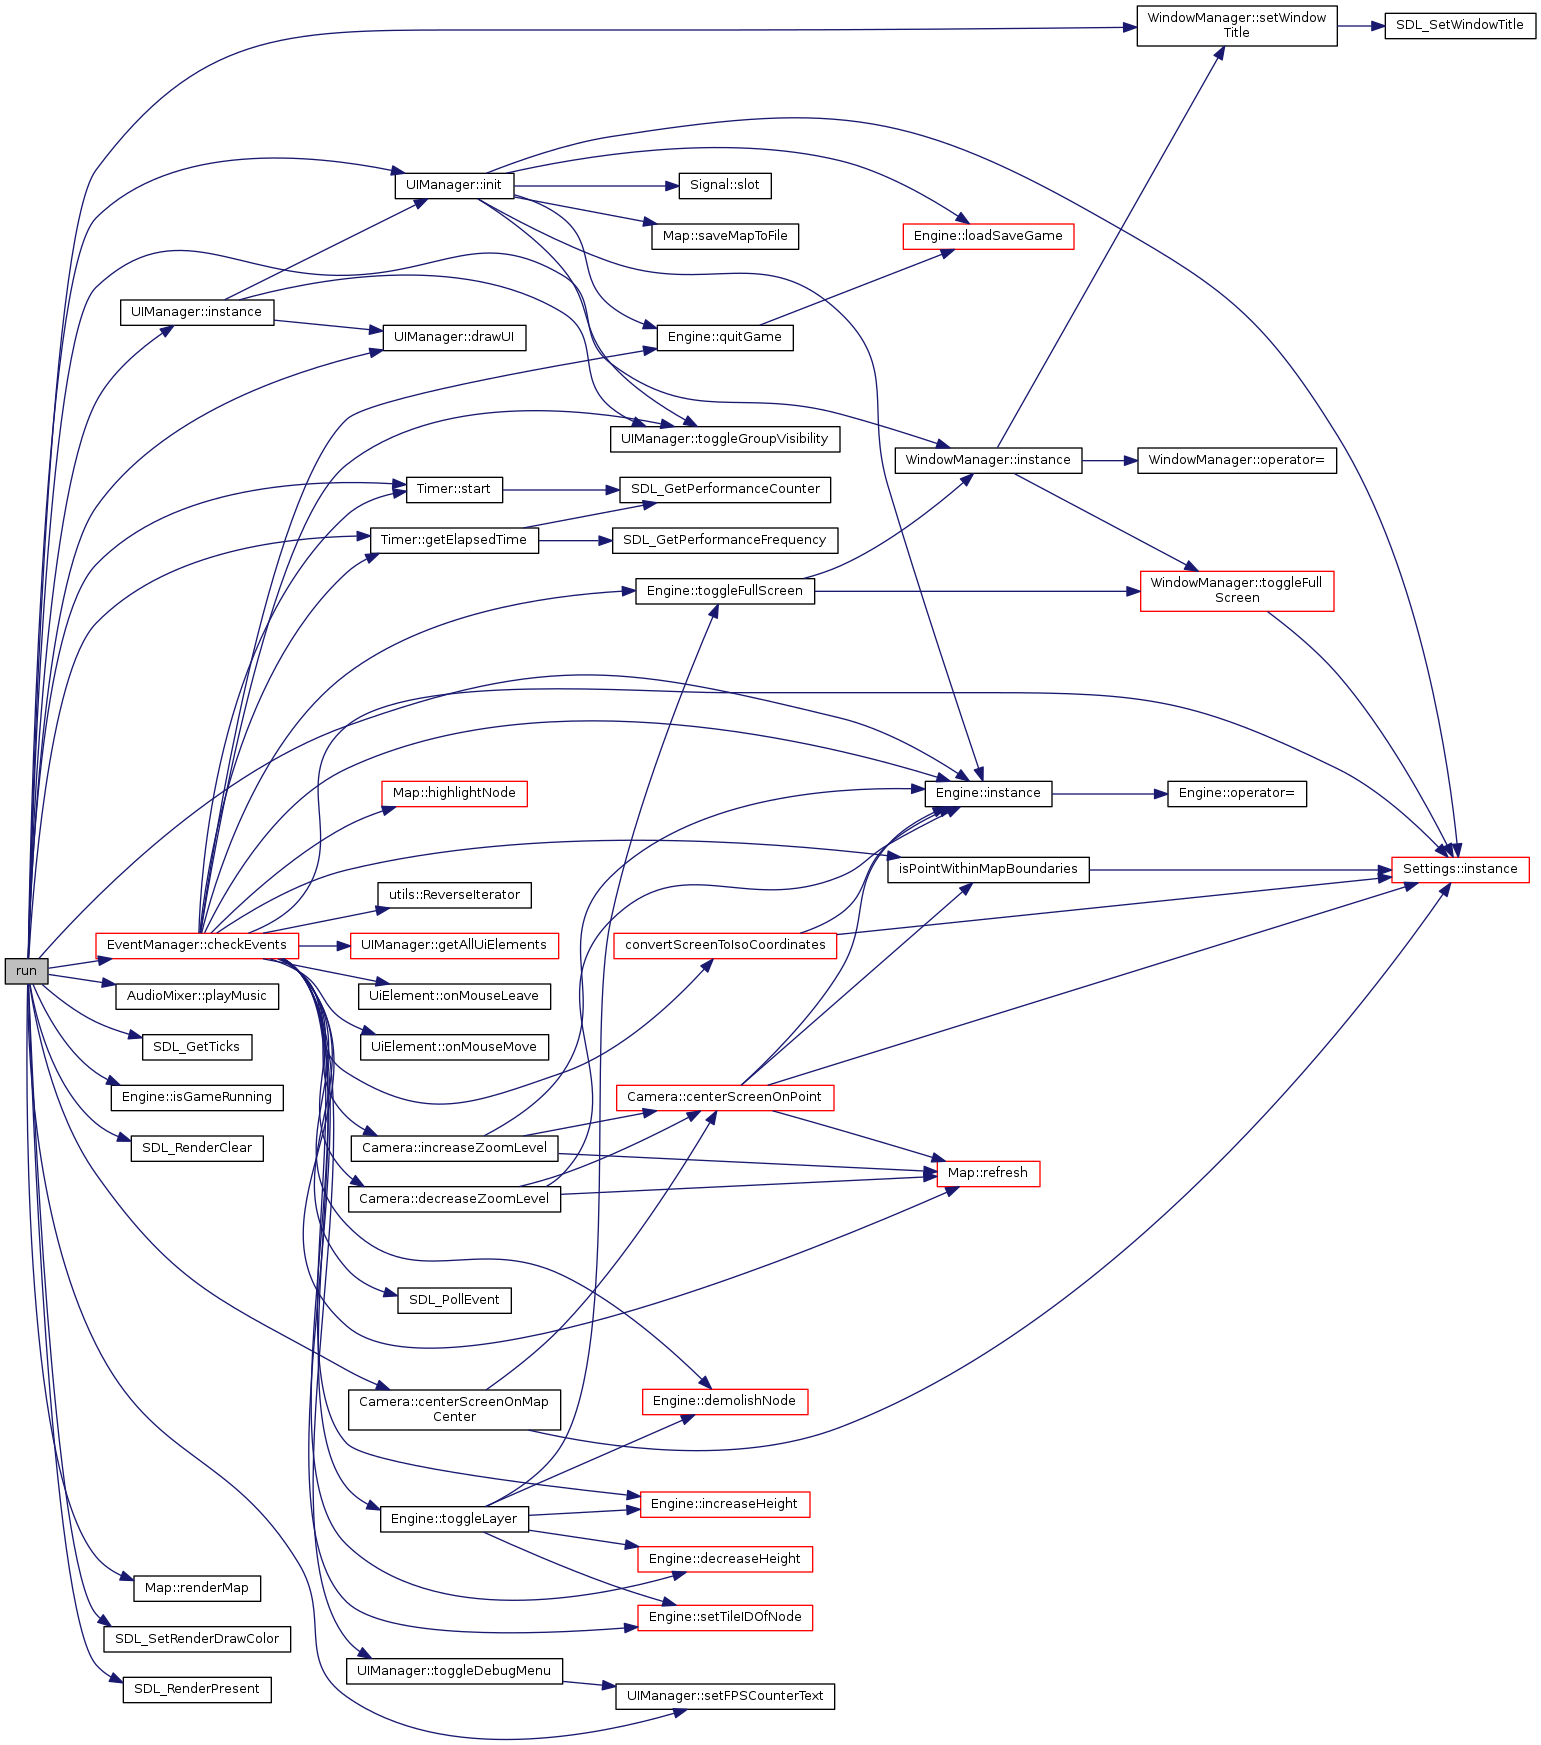 WindowManager::setWindow
Title
SDL_SetWindowTitle
UIManager::init
Signal::slot
Map::saveMapToFile
Engine::loadSaveGame
UIManager::instance
UIManager::drawUI
Engine::quitGame
UIManager::toggleGroupVisibility
WindowManager::instance
WindowManager::operator=
Timer::start
SDL_GetPerformanceCounter
Timer::getElapsedTime
SDL_GetPerformanceFrequency
Engine::toggleFullScreen
WindowManager::toggleFull
Screen
Map::highlightNode
Engine::instance
Engine::operator=
isPointWithinMapBoundaries
Settings::instance
utils::ReverseIterator
EventManager::checkEvents
UIManager::getAllUiElements
convertScreenToIsoCoordinates
run
AudioMixer::playMusic
UiElement::onMouseLeave
SDL_GetTicks
UiElement::onMouseMove
Engine::isGameRunning
Camera::centerScreenOnPoint
SDL_RenderClear
Camera::increaseZoomLevel
Map::refresh
Camera::decreaseZoomLevel
SDL_PollEvent
Camera::centerScreenOnMap
Center
Engine::demolishNode
Engine::increaseHeight
Engine::toggleLayer
Engine::decreaseHeight
Map::renderMap
Engine::setTileIDOfNode
SDL_SetRenderDrawColor
UIManager::toggleDebugMenu
SDL_RenderPresent
UIManager::setFPSCounterText